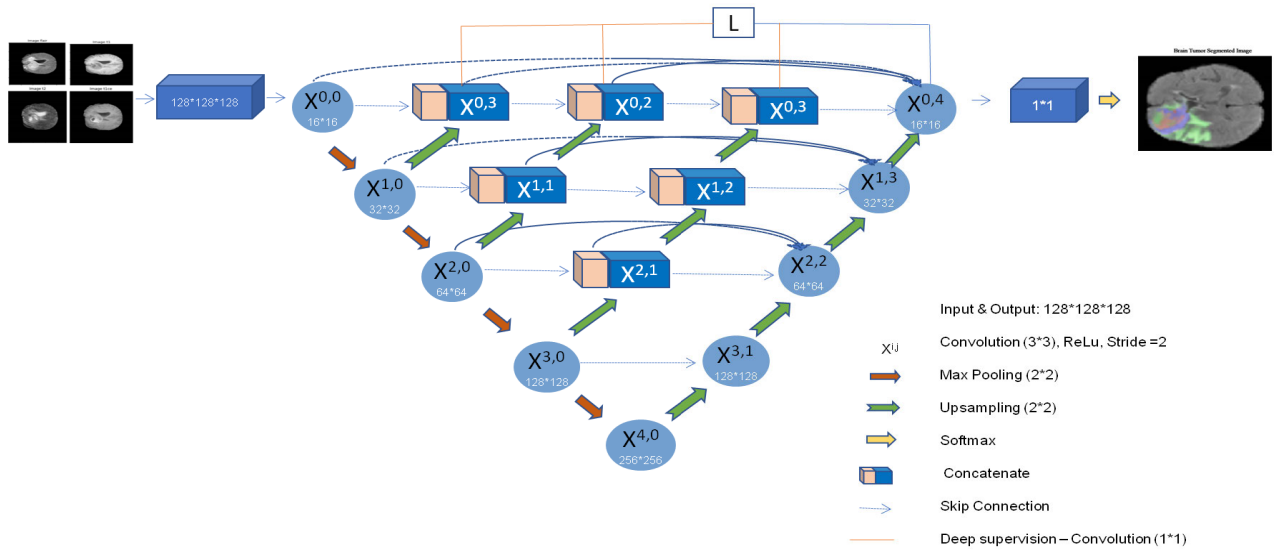 L
Image flair
Brain Tumor Segmented Image
128*128*128
X0,0
16*16
X0,3
X0,2
X0,3
X0,4
16*16
1*1
X1,0
32*32
X1,1
X1,2
X1,3
32*32
X2,0
64*64
X2,1
X2,2
64*64
X3,0
128*128
X3,1
128*128
X4,0
256*256
Input & Output: 128*128*128
Xi,j
Convolution (3*3), ReLu, Stride =2
Max Pooling (2*2)
Upsampling (2*2)
Softmax
Concatenate
Skip Connection
Deep supervision – Convolution (1*1)